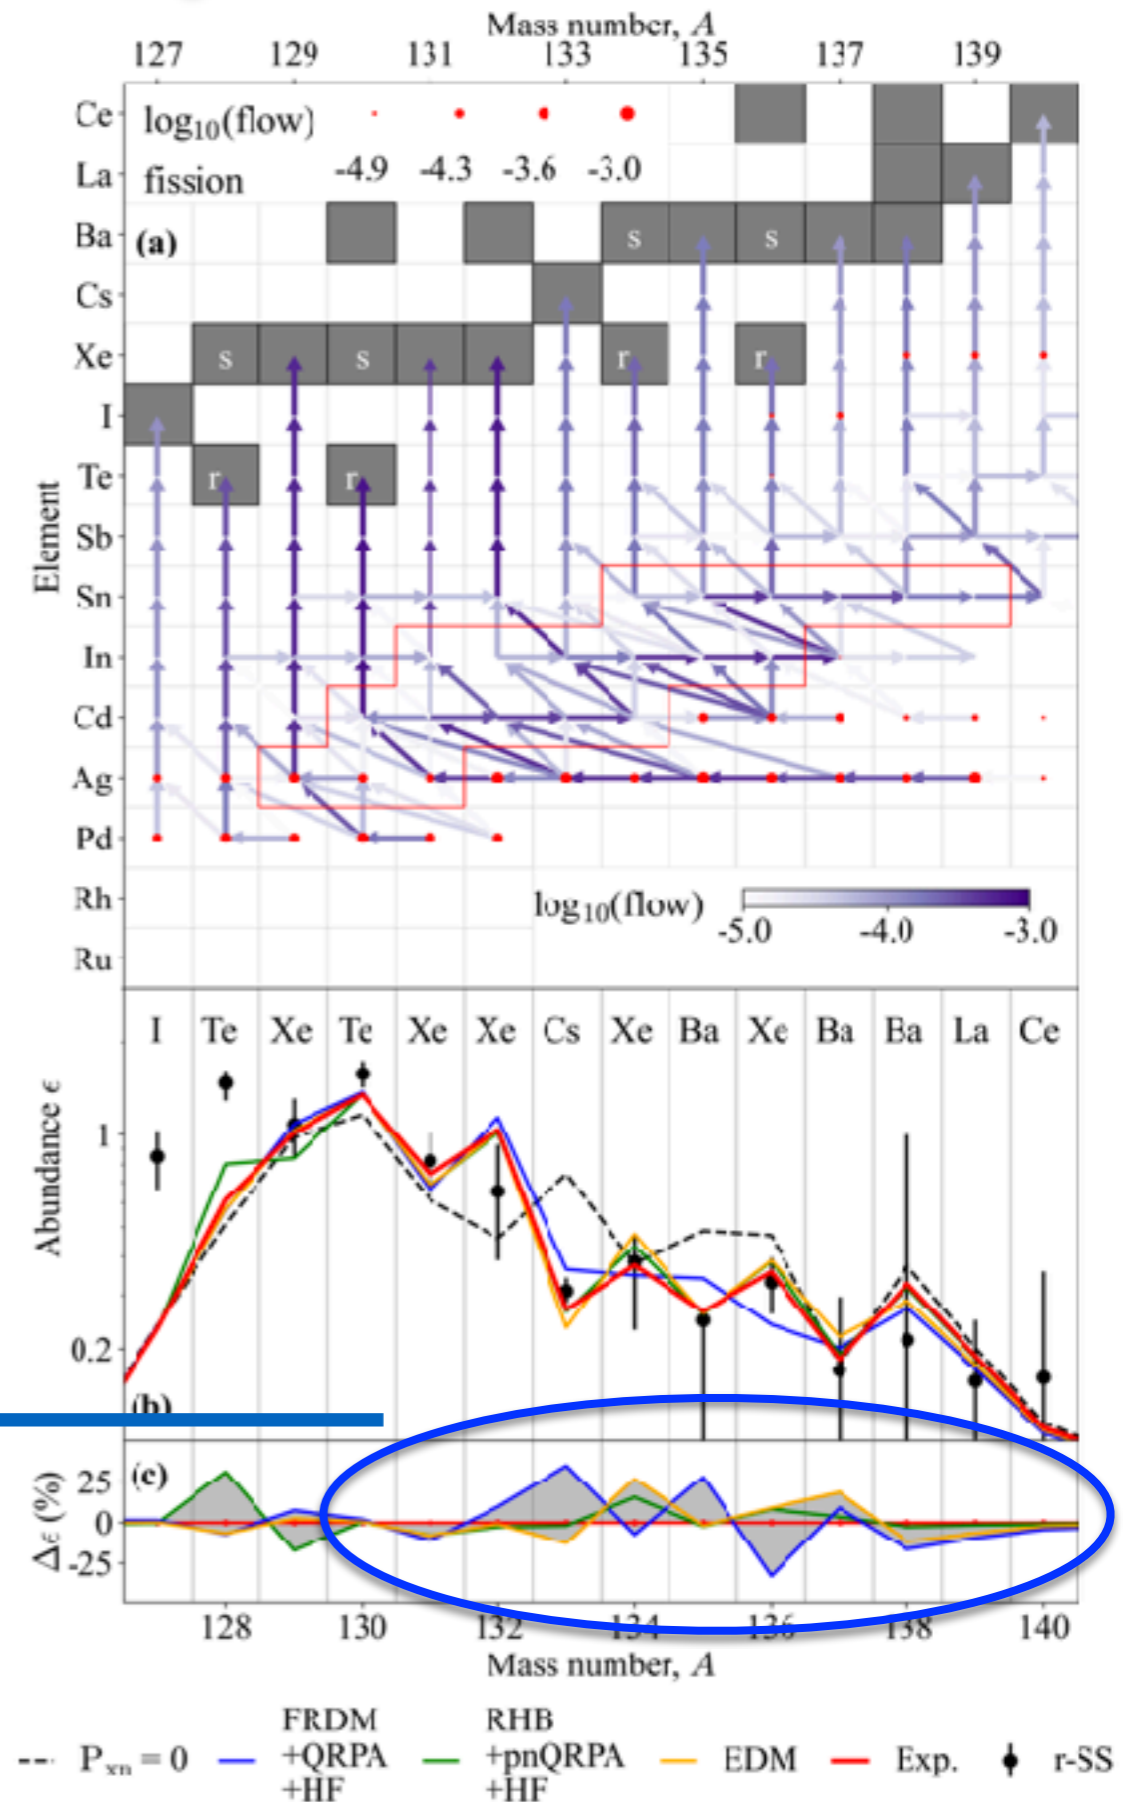 Mass number, A
127 129 131 133 135 137 139
Ce
log10(flow)
La
fission
-4.9 -4.3 -3.6 -3.0
Ba (a) s s
Cs
Xe s s r r
I
Te r r
Element
Sb
Sn
In
Cd
Ag
Pd
Rh
log10(flow)
-5.0 -4.0 -3.0
Ru
I Te Xe Te Xe Xe Cs Xe Ba Xe Ba Ba La Ce
Abundance ϵ
1
0.2
(b)
(c)
Δϵ (%)
25
0
-25
128 130 132 134 136 138 140
Mass number, A
FRDM RHB
Pxn = 0 +QRPA +pnQRPA EDM Exp. r-SS
+HF +HF